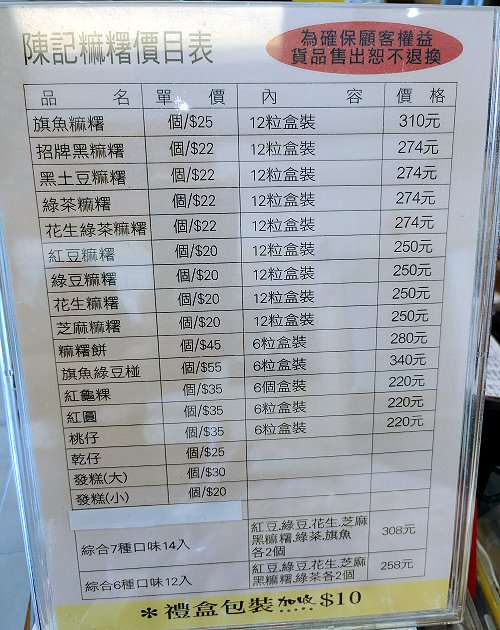 陳記嘛糬價目表
為確保顧客權益
貨品售出恕不退換
品名 單價 內容 價格
旗魚嘛糬 個/$25 12粒盒裝 310元
招牌黑嘛糬 個/$22 12粒盒裝 274元
黑土豆嘛糬 個/$22 12粒盒裝 274元
綠茶嘛糬 個/$22 12粒盒裝 274元
花生綠茶嘛糬 個/$22 12粒盒裝 274元
紅豆嘛糬 個/$20 12粒盒裝 250元
綠豆嘛糬 個/$20 12粒盒裝 250元
花生嘛糬 個/$20 12粒盒裝 250元
芝麻嘛糬 個/$20 12粒盒裝 250元
嘛糬餅 個/$45 6粒盒裝 280元
旗魚綠豆椪 個/$55 6粒盒裝 340元
紅龜粿 個/$35 6個盒裝 220元
紅圓 個/$35 6粒盒裝 220元
桃仔 個/$35 6粒盒裝 220元
乾仔 個/$25
發糕(大) 個/$30
發糕(小) 個/$20
綜合7種口味14入 紅豆.綠豆.花生.芝麻 308元
黑嘛糬.綠茶.旗魚
各2個
綜合6種口味12入 紅豆.綠豆.花生.芝麻 258元
黑嘛糬.綠茶各2個
＊禮盒包裝加收$10